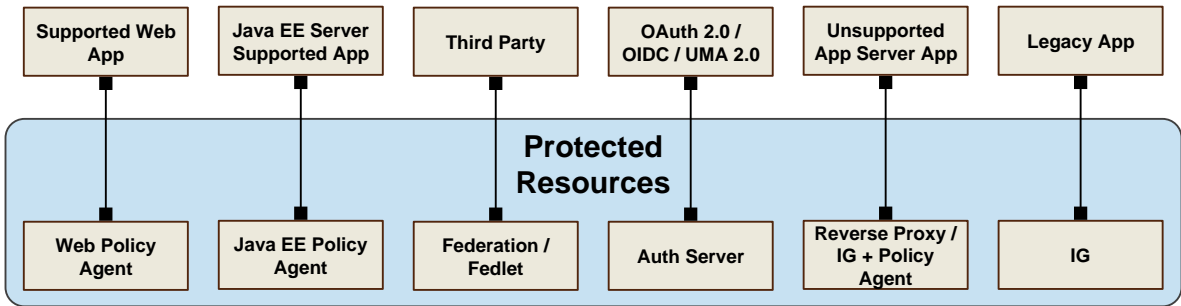 Supported Web
App
Java EE Server
Supported App
Third Party
OAuth 2.0 /
OIDC / UMA 2.0
Unsupported
App Server App
Legacy App
Protected
Resources
Web Policy
Agent
Java EE Policy
Agent
Federation /
Fedlet
Auth Server
Reverse Proxy /
IG + Policy
Agent
IG